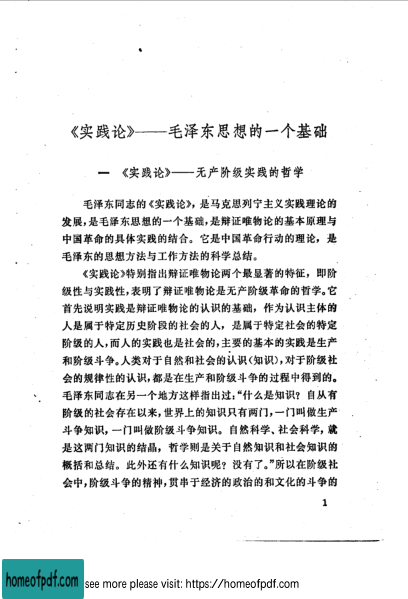 《实践论》——毛泽东思想的一个基础
一 《实践论》——无产阶级实践的哲学
毛泽东同志的《实践论》，是马克思列宁主义实践理论的
发展，是毛泽东思想的一个基础，是辩证唯物论的基本原理与
中国革命的具体实践的结合。它是中国革命行动的理论，是
毛泽东的思想方法与工作方法的科学总结。
《实践论》特别指出辩证唯物论两个最显著的特征，即阶
级性与实践性，表明了辩证唯物论是无产阶级革命的哲学。它
首先说明实践是辩证唯物论的认识的基础，作为认识主体的
人是属于特定历史阶段的社会的人，是属于特定社会的特定
阶级的人，而人的实践也是社会的，主要的基本的实践是生产
和阶级斗争。人类对于自然和社会的认识（知识），对于阶级社
会的规律性的认识，都是在生产和阶级斗争的过程中得到的。
毛泽东同志在另一个地方这样指出过：“什么是知识？自从有
阶级的社会存在以来，世界上的知识只有两门，一门叫做生产
斗争知识，一门叫做阶级斗争知识。自然科学、社会科学，就
是这两门知识的结晶，哲学则是关于自然知识和社会知识的
概括和总结。此外还有什么知识呢？没有了。”所以在阶级社
会中，阶级斗争的精神，贯串于经济的政治的和文化的斗争的
1
homeofpdf.com
see more please visit: https://homeofpdf.com